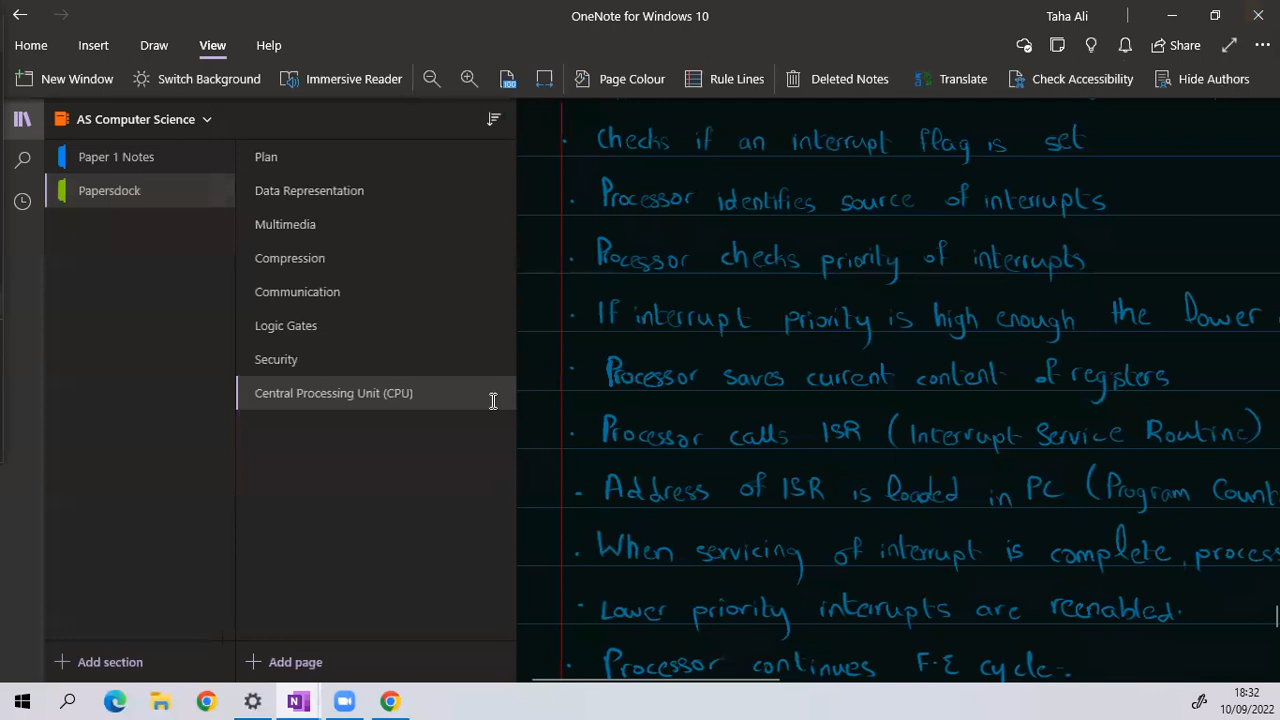 OneNote for Windows 10
Taha Ali
Home Insert Draw View Help
Share
New Window Switch Background Immersive Reader Page Colour Rule Lines Deleted Notes Translate Check Accessibility Hide Authors
AS Computer Science
Paper 1 Notes
Papersdock
Plan
Data Representation
Multimedia
Compression
Communication
Logic Gates
Security
Central Processing Unit (CPU)
Add section
Add page
. Checks if an interrupt flag is set
. Processor identifies source of interrupts
. Processor checks priority of interrupts
. If interrupt priority is high enough the Lower
. Processor saves current content of registers
. Processor calls ISR (Interrupt Service Routine)
. Address of ISR is loaded in PC (Program Count
. When servicing of interrupt is complete, process
. Lower priority interrupts are reenabled.
. Processor continues F-E cycle.
18:32
10/09/2022